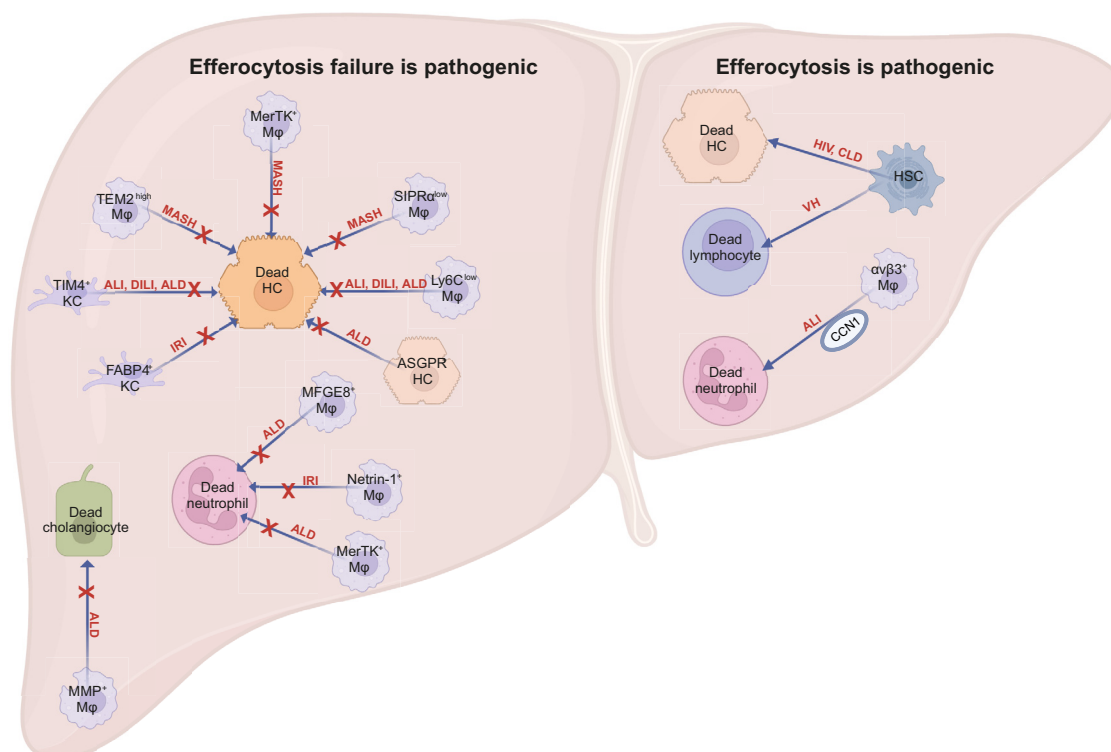 Efferocytosis failure is pathogenic
Efferocytosis is pathogenic
MerTK⁺
Mφ
MASH
TEM2ʰⁱᵍʰ
Mφ
MASH
SIPRαˡᵒʷ
Mφ
MASH
Dead
HC
TIM4⁺
KC
ALI, DILI, ALD
Ly6Cˡᵒʷ
Mφ
ALI, DILI, ALD
FABP4⁺
KC
IRI
ASGPR
HC
ALD
MFGE8⁺
Mφ
ALD
Dead
neutrophil
Netrin-1⁺
Mφ
IRI
MerTK⁺
Mφ
ALD
Dead
cholangiocyte
ALD
MMP⁺
Mφ
Dead
HC
HIV, CLD
HSC
VH
Dead
lymphocyte
αvβ3⁺
Mφ
ALI
CCN1
Dead
neutrophil